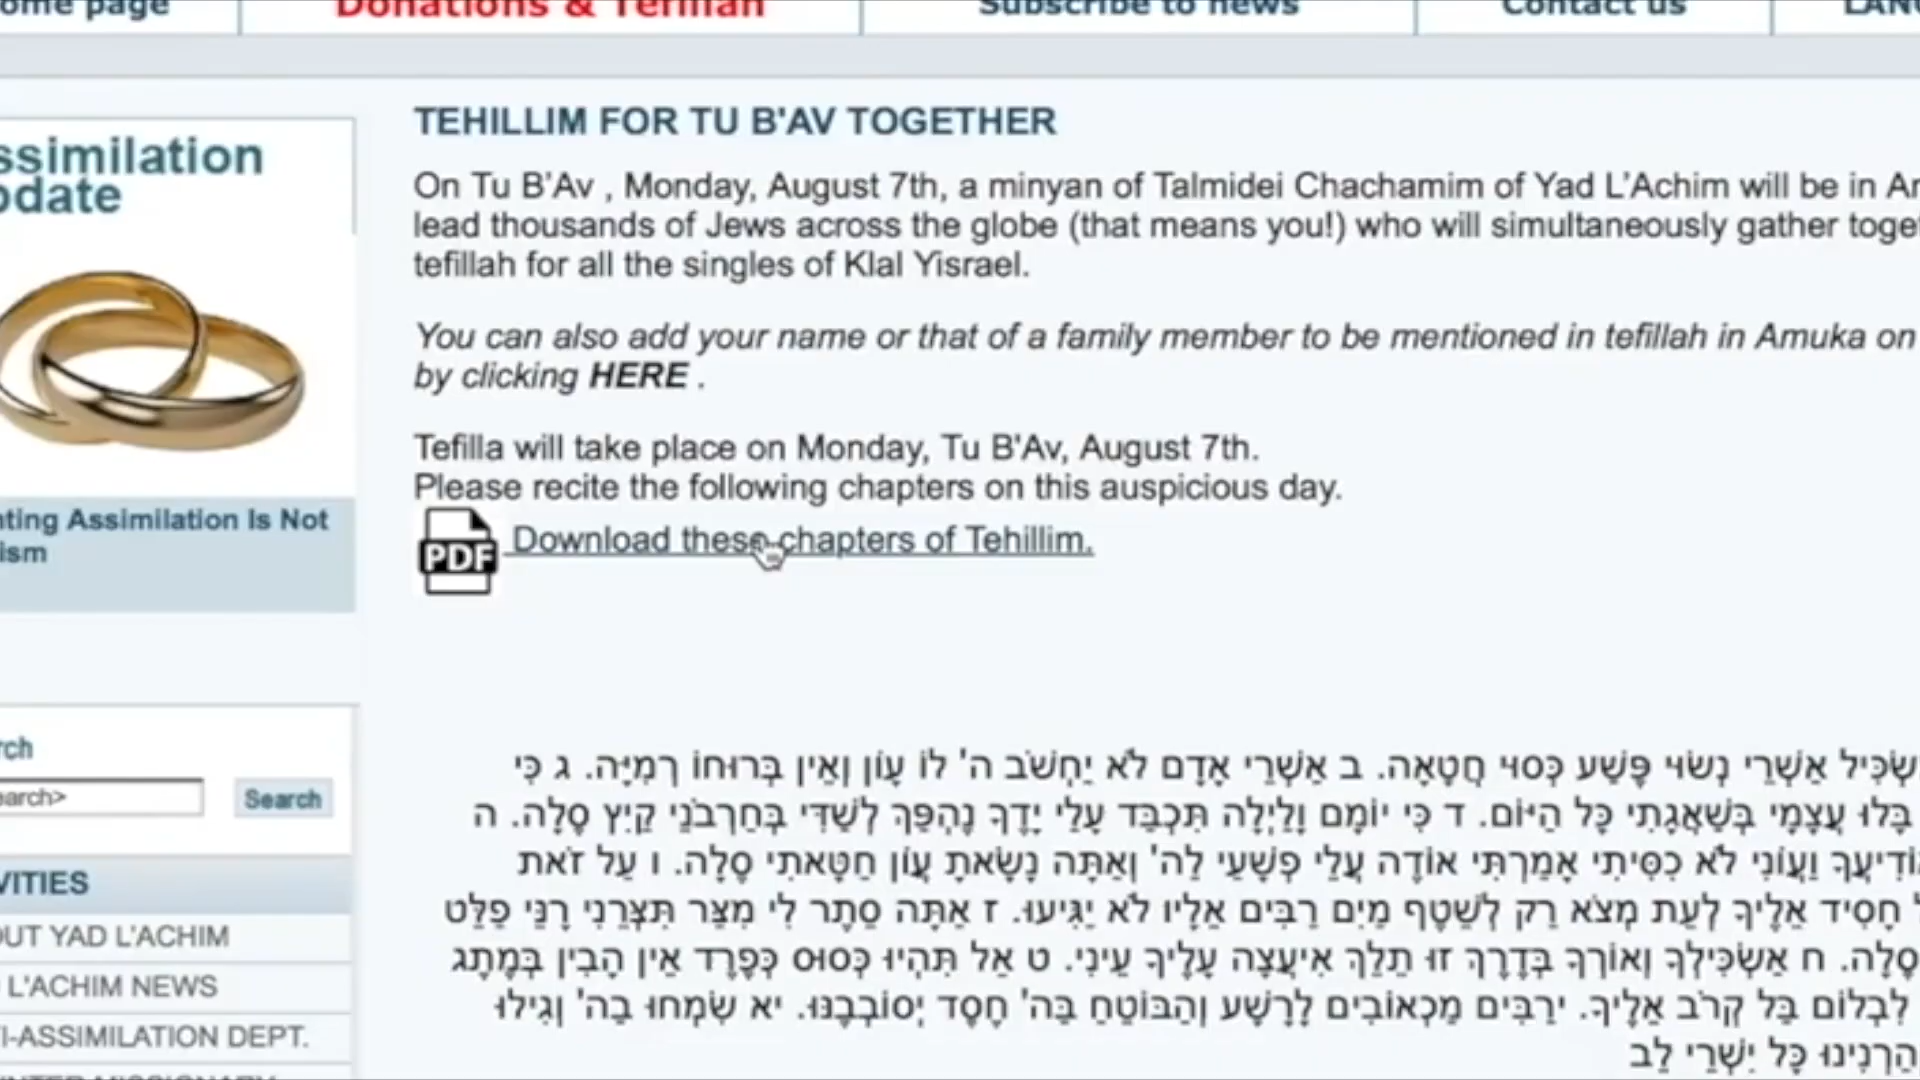 ome page
Donations & Tefillah
Subscribe to news
Contact us
TEHILLIM FOR TU B'AV TOGETHER
On Tu B'Av , Monday, August 7th, a minyan of Talmidei Chachamim of Yad L'Achim will be in
lead thousands of Jews across the globe (that means you!) who will simultaneously gather
tefillah for all the singles of Klal Yisrael.
You can also add your name or that of a family member to be mentioned in tefillah in Amuka on
by clicking HERE .
Tefilla will take place on Monday, Tu B'Av, August 7th.
Please recite the following chapters on this auspicious day.
PDF Download these chapters of Tehillim.
ssimilation
pdate
nting Assimilation Is Not
ism
rch
earch>
Search
VITIES
OUT YAD L'ACHIM
L'ACHIM NEWS
I-ASSIMILATION DEPT.
אַשְׁרֵי נְשׂוּי פֶּשַׁע כְּסוּי חֲטָאָה. ב אַשְׁרֵי אָדָם לֹא יַחְשֹׁב ה' לוֹ עָוֹן וְאֵין בְּרוּחוֹ רְמִיָּה. ג כִּי
בָּלוּ עֲצָמָי בְּשַׁאֲגָתִי כָּל הַיּוֹם. ד כִּי יוֹמָם וָלַיְלָה תִּכְבַּד עָלַי יָדֶךָ נֶהְפַּךְ לְשַׁדִּי בְּחַרְבֹנֵי קַיִץ סֶלָה. ה
אוֹדִיעֲךָ וַעֲוֹנִי לֹא כִסִּיתִי אָמַרְתִּי אוֹדֶה עֲלֵי פְשָׁעַי לַה' וְאַתָּה נָשָׂאתָ עֲוֹן חַטָּאתִי סֶלָה. ו עַל זֹאת
חָסִיד אֵלֶיךָ לְעֵת מְצֹא רַק לְשֵׁטֶף מַיִם רַבִּים אֵלָיו לֹא יַגִּיעוּ. ז אַתָּה סֵתֶר לִי מִצַּר תִּצְּרֵנִי רָנֵּי פַלֵּט
סֶלָה. ח אַשְׂכִּילְךָ וְאוֹרְךָ בְּדֶרֶךְ זוּ תֵלֵךְ אִיעֲצָה עָלֶיךָ עֵינִי. ט אַל תִּהְיוּ כְּסוּס כְּפֶרֶד אֵין הָבִין בְּמֶתֶג
לִבְלוֹם בַּל קְרֹב אֵלֶיךָ. י רַבִּים מַכְאוֹבִים לָרָשָׁע וְהַבּוֹטֵחַ בַּה' חֶסֶד יְסוֹבְבֶנּוּ. יא שִׂמְחוּ בַה' וְגִילוּ
הַרְנִינוּ כָּל יִשְׁרֵי לֵב